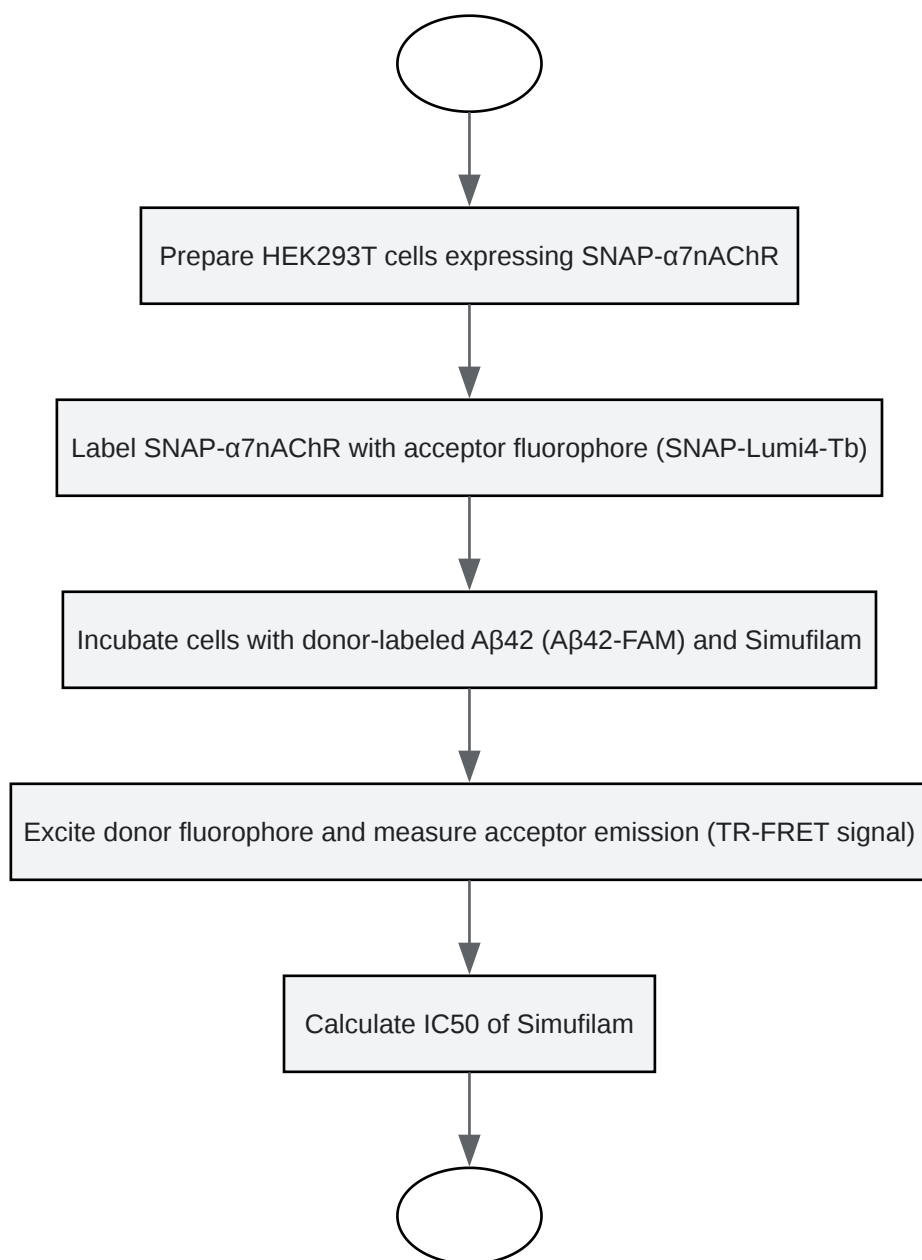 Prepare HEK293T cells expressing SNAP-α7nAChR
Label SNAP-α7nAChR with acceptor fluorophore (SNAP-Lumi4-Tb)
Incubate cells with donor-labeled Aβ42 (Aβ42-FAM) and Simufilam
Excite donor fluorophore and measure acceptor emission (TR-FRET signal)
Calculate IC50 of Simufilam